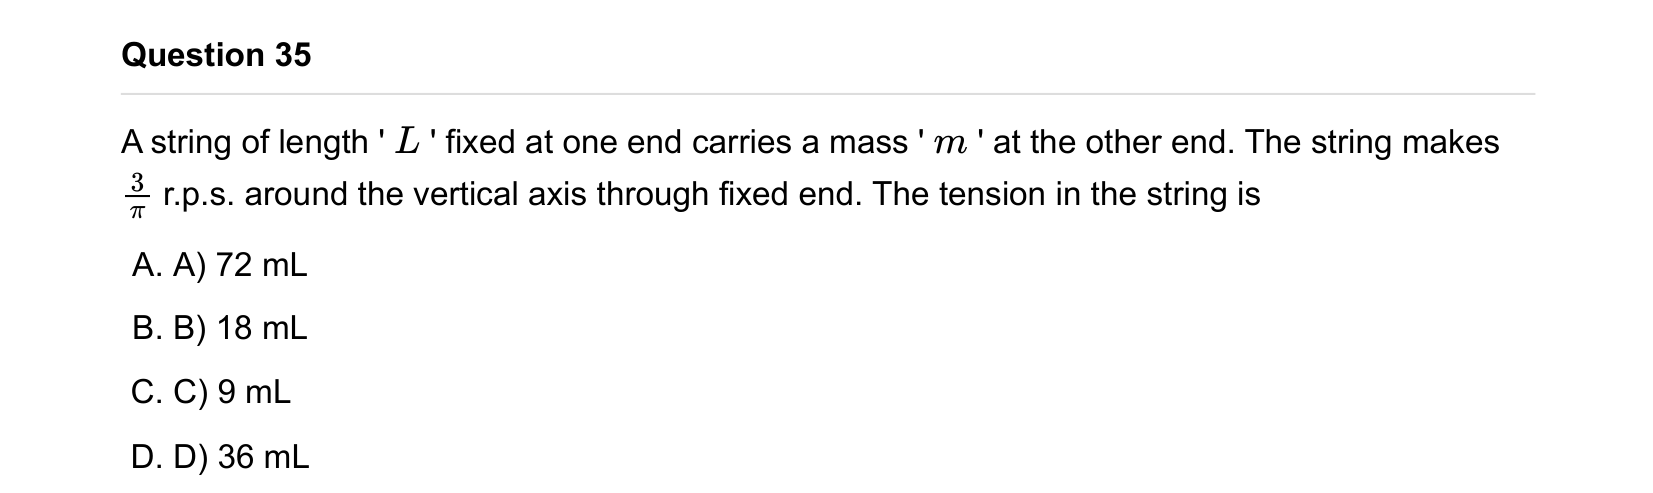 Question 35
A string of length ' L ' fixed at one end carries a mass ' m ' at the other end. The string makes
3/π r.p.s. around the vertical axis through fixed end. The tension in the string is
A. A) 72 mL
B. B) 18 mL
C. C) 9 mL
D. D) 36 mL